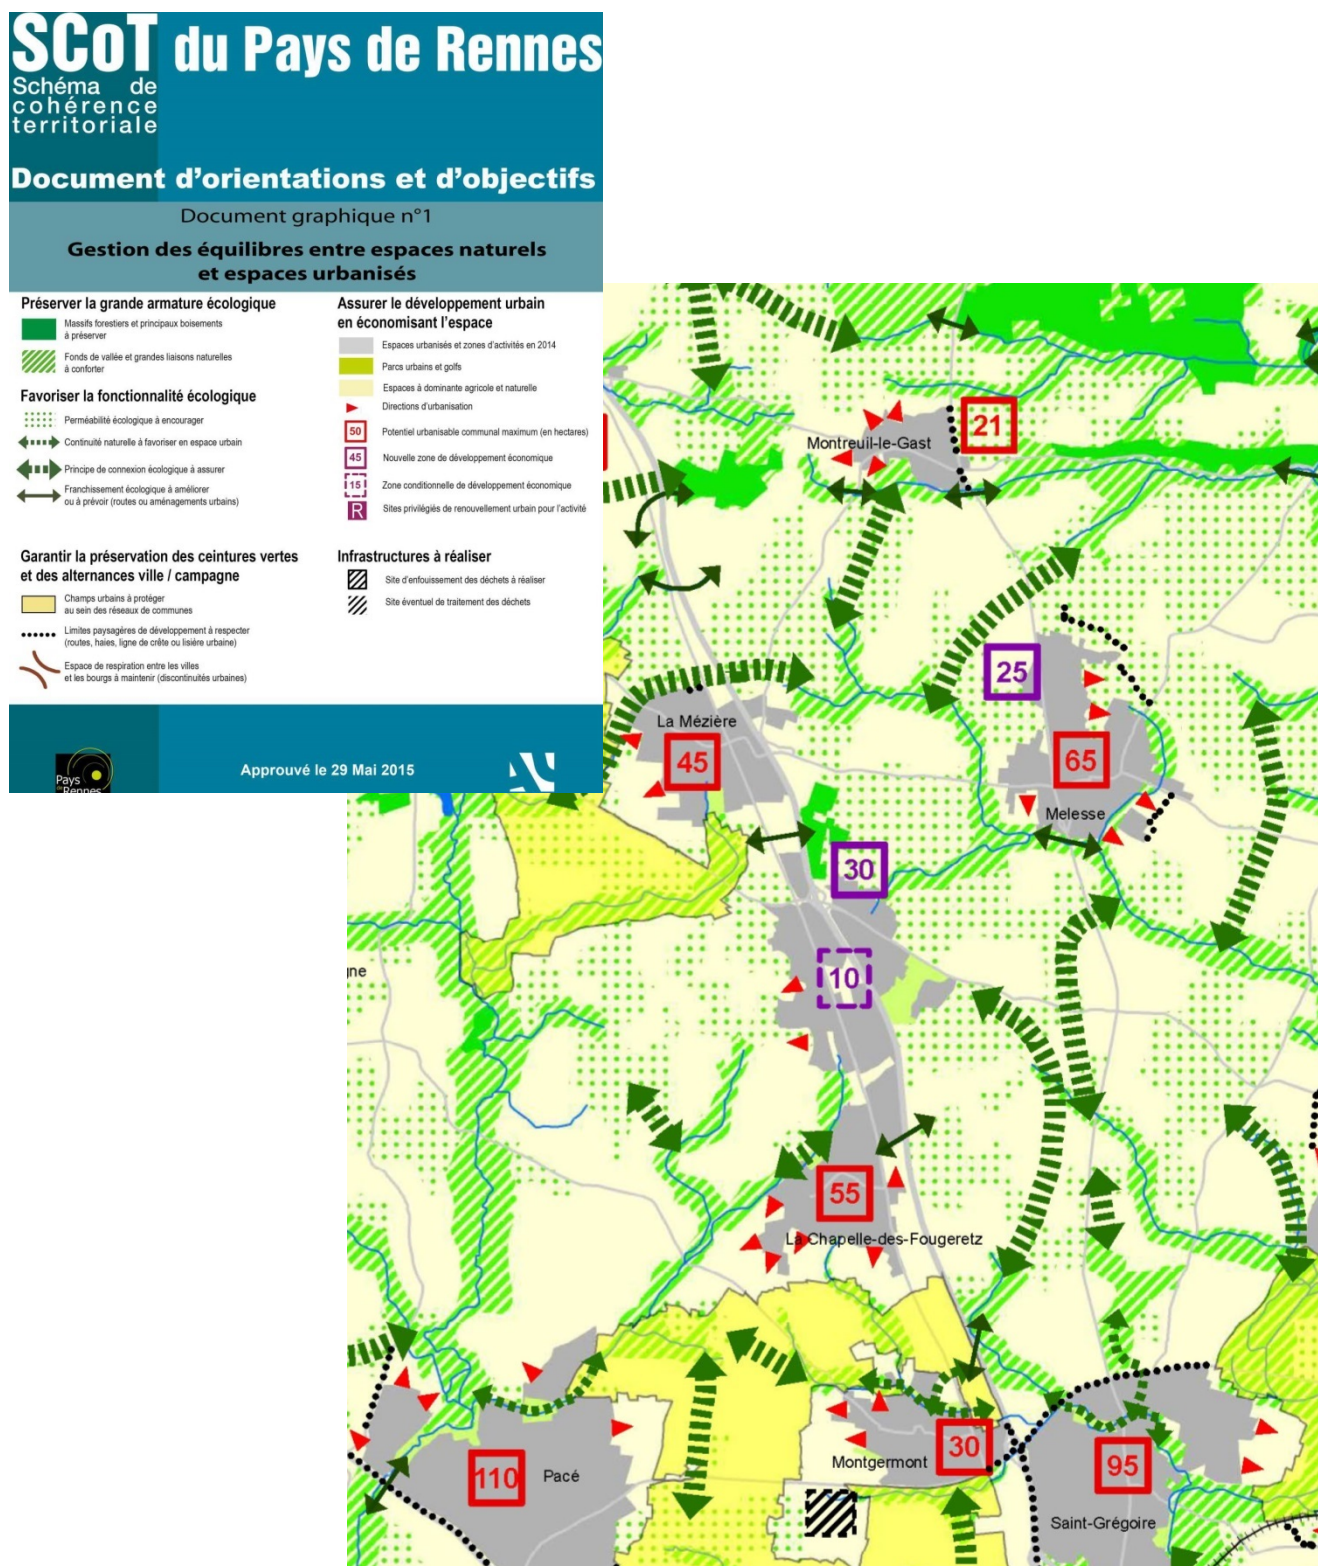 SCoT du Pays de Rennes
Schéma de
cohérence
territoriale
Document d'orientations et d'objectifs
Document graphique n°1
Gestion des équilibres entre espaces naturels
et espaces urbanisés
Préserver la grande armature écologique
Massifs forestiers et principaux boisements
à préserver
Fonds de vallée et grandes liaisons naturelles
à conforter
Favoriser la fonctionnalité écologique
Perméabilité écologique à encourager
Continuité naturelle à favoriser en espace urbain
Principe de connexion écologique à assurer
Franchissement écologique à améliorer
ou à prévoir (routes ou aménagements urbains)
Garantir la préservation des ceintures vertes
et des alternances ville / campagne
Champs urbains à protéger
au sein des réseaux de communes
Limites paysagères de développement à respecter
(routes, haies, ligne de crête ou lisière urbaine)
Espace de respiration entre les villes
et les bourgs à maintenir (discontinuités urbaines)
Assurer le développement urbain
en économisant l'espace
Espaces urbanisés et zones d'activités en 2014
Parcs urbains et golfs
Espaces à dominante agricole et naturelle
Directions d'urbanisation
50 Potentiel urbanisable communal maximum (en hectares)
45 Nouvelle zone de développement économique
15 Zone conditionnelle de développement économique
R Sites privilégiés de renouvellement urbain pour l'activité
Infrastructures à réaliser
Site d'enfouissement des déchets à réaliser
Site éventuel de traitement des déchets
Pays
de Rennes
Approuvé le 29 Mai 2015
21
Montreuil-le-Gast
25
La Mézière
45
65
Melesse
30
gne
10
55
La Chapelle-des-Fougeretz
30
Montgermont
110
Pacé
95
Saint-Grégoire